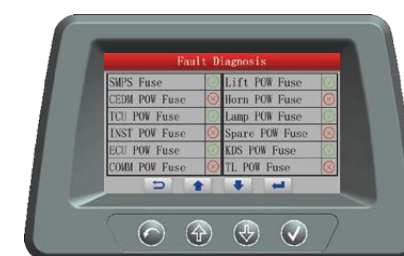 Fault Diagnosis
SMPS Fuse Lift POW Fuse
CEDM POW Fuse Horn POW Fuse
TCU POW Fuse Lamp POW Fuse
INST POW Fuse Spare POW Fuse
ECU POW Fuse KDS POW Fuse
COMM POW Fuse TL POW Fuse